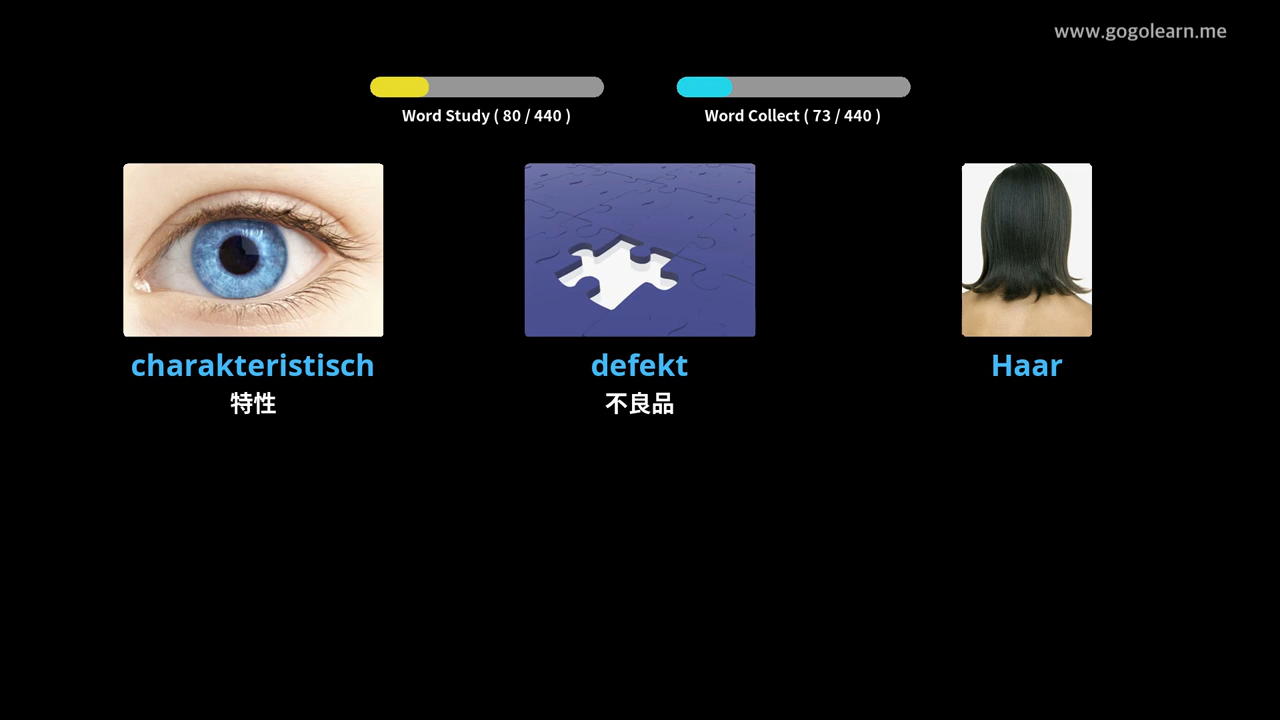 www.gogolearn.me
Word Study ( 80 / 440 )
Word Collect ( 73 / 440 )
charakteristisch
特性
defekt
不良品
Haar